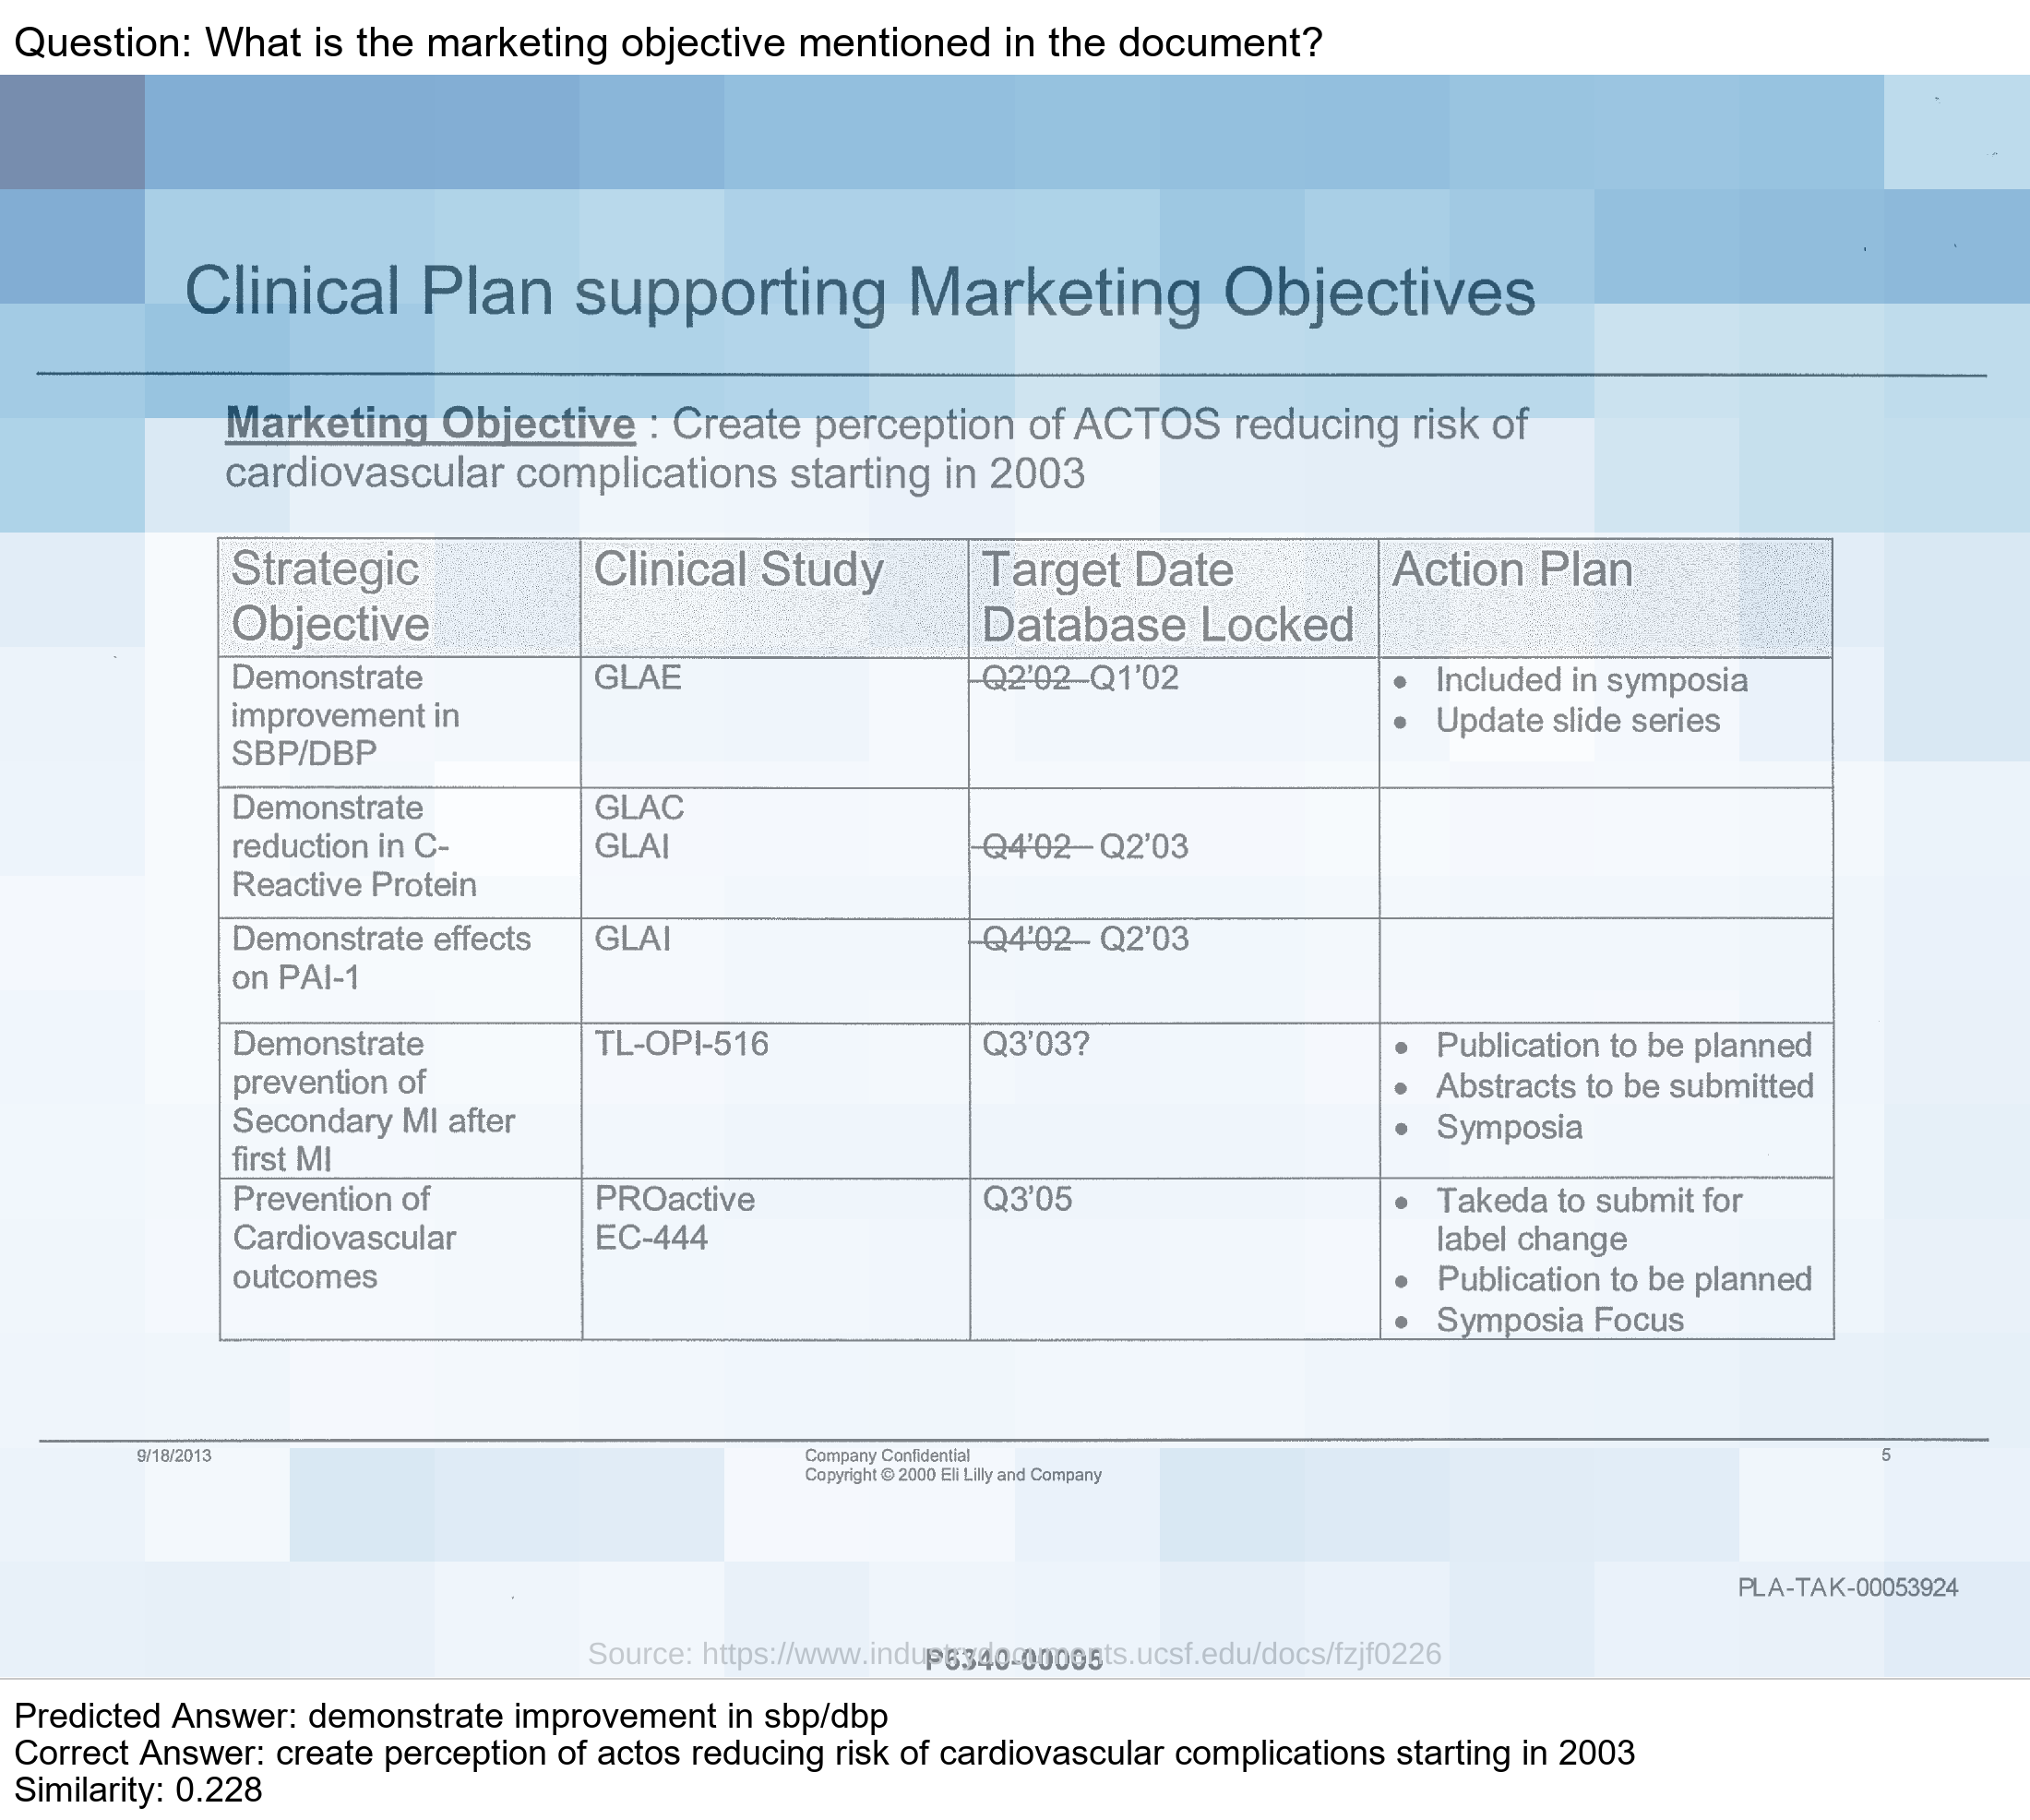 Question: What is the marketing objective mentioned in the document?
Clinical Plan supporting Marketing Objectives
Marketing Objective : Create perception of ACTOS reducing risk of
cardiovascular complications starting in 2003
Strategic
Objective
Clinical Study
Target Date
Database Locked
Action Plan
Demonstrate
improvement in
SBP/DBP
GLAE
Q2'02 Q1'02
• Included in symposia
• Update slide series
Demonstrate
reduction in C-
Reactive Protein
GLAC
GLAI
Q4'02 Q2'03
Demonstrate effects
on PAI-1
GLAI
Q4'02 Q2'03
Demonstrate
prevention of
Secondary MI after
first MI
TL-OPI-516
Q3'03?
• Publication to be planned
• Abstracts to be submitted
• Symposia
Prevention of
Cardiovascular
outcomes
PROactive
EC-444
Q3'05
• Takeda to submit for
label change
• Publication to be planned
• Symposia Focus
9/18/2013
Company Confidential
Copyright © 2000 Eli Lilly and Company
5
PLA-TAK-00053924
Source: https://www.industrydocuments.ucsf.edu/docs/fzjf0226
Predicted Answer: demonstrate improvement in sbp/dbp
Correct Answer: create perception of actos reducing risk of cardiovascular complications starting in 2003
Similarity: 0.228